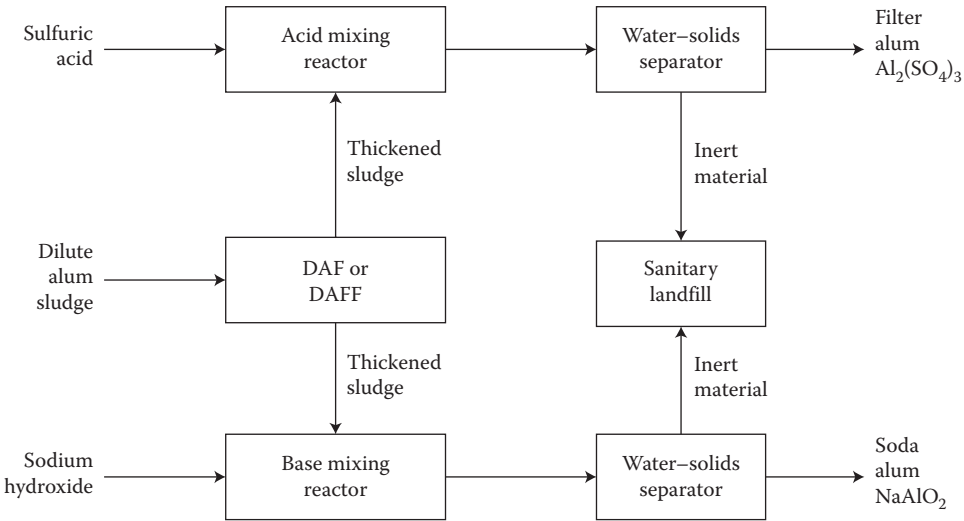 Sulfuric
acid
Acid mixing
reactor
Water–solids
separator
Filter
alum
Al₂(SO₄)₃
Thickened
sludge
Inert
material
Dilute
alum
sludge
DAF or
DAFF
Sanitary
landfill
Thickened
sludge
Inert
material
Sodium
hydroxide
Base mixing
reactor
Water–solids
separator
Soda
alum
NaAlO₂